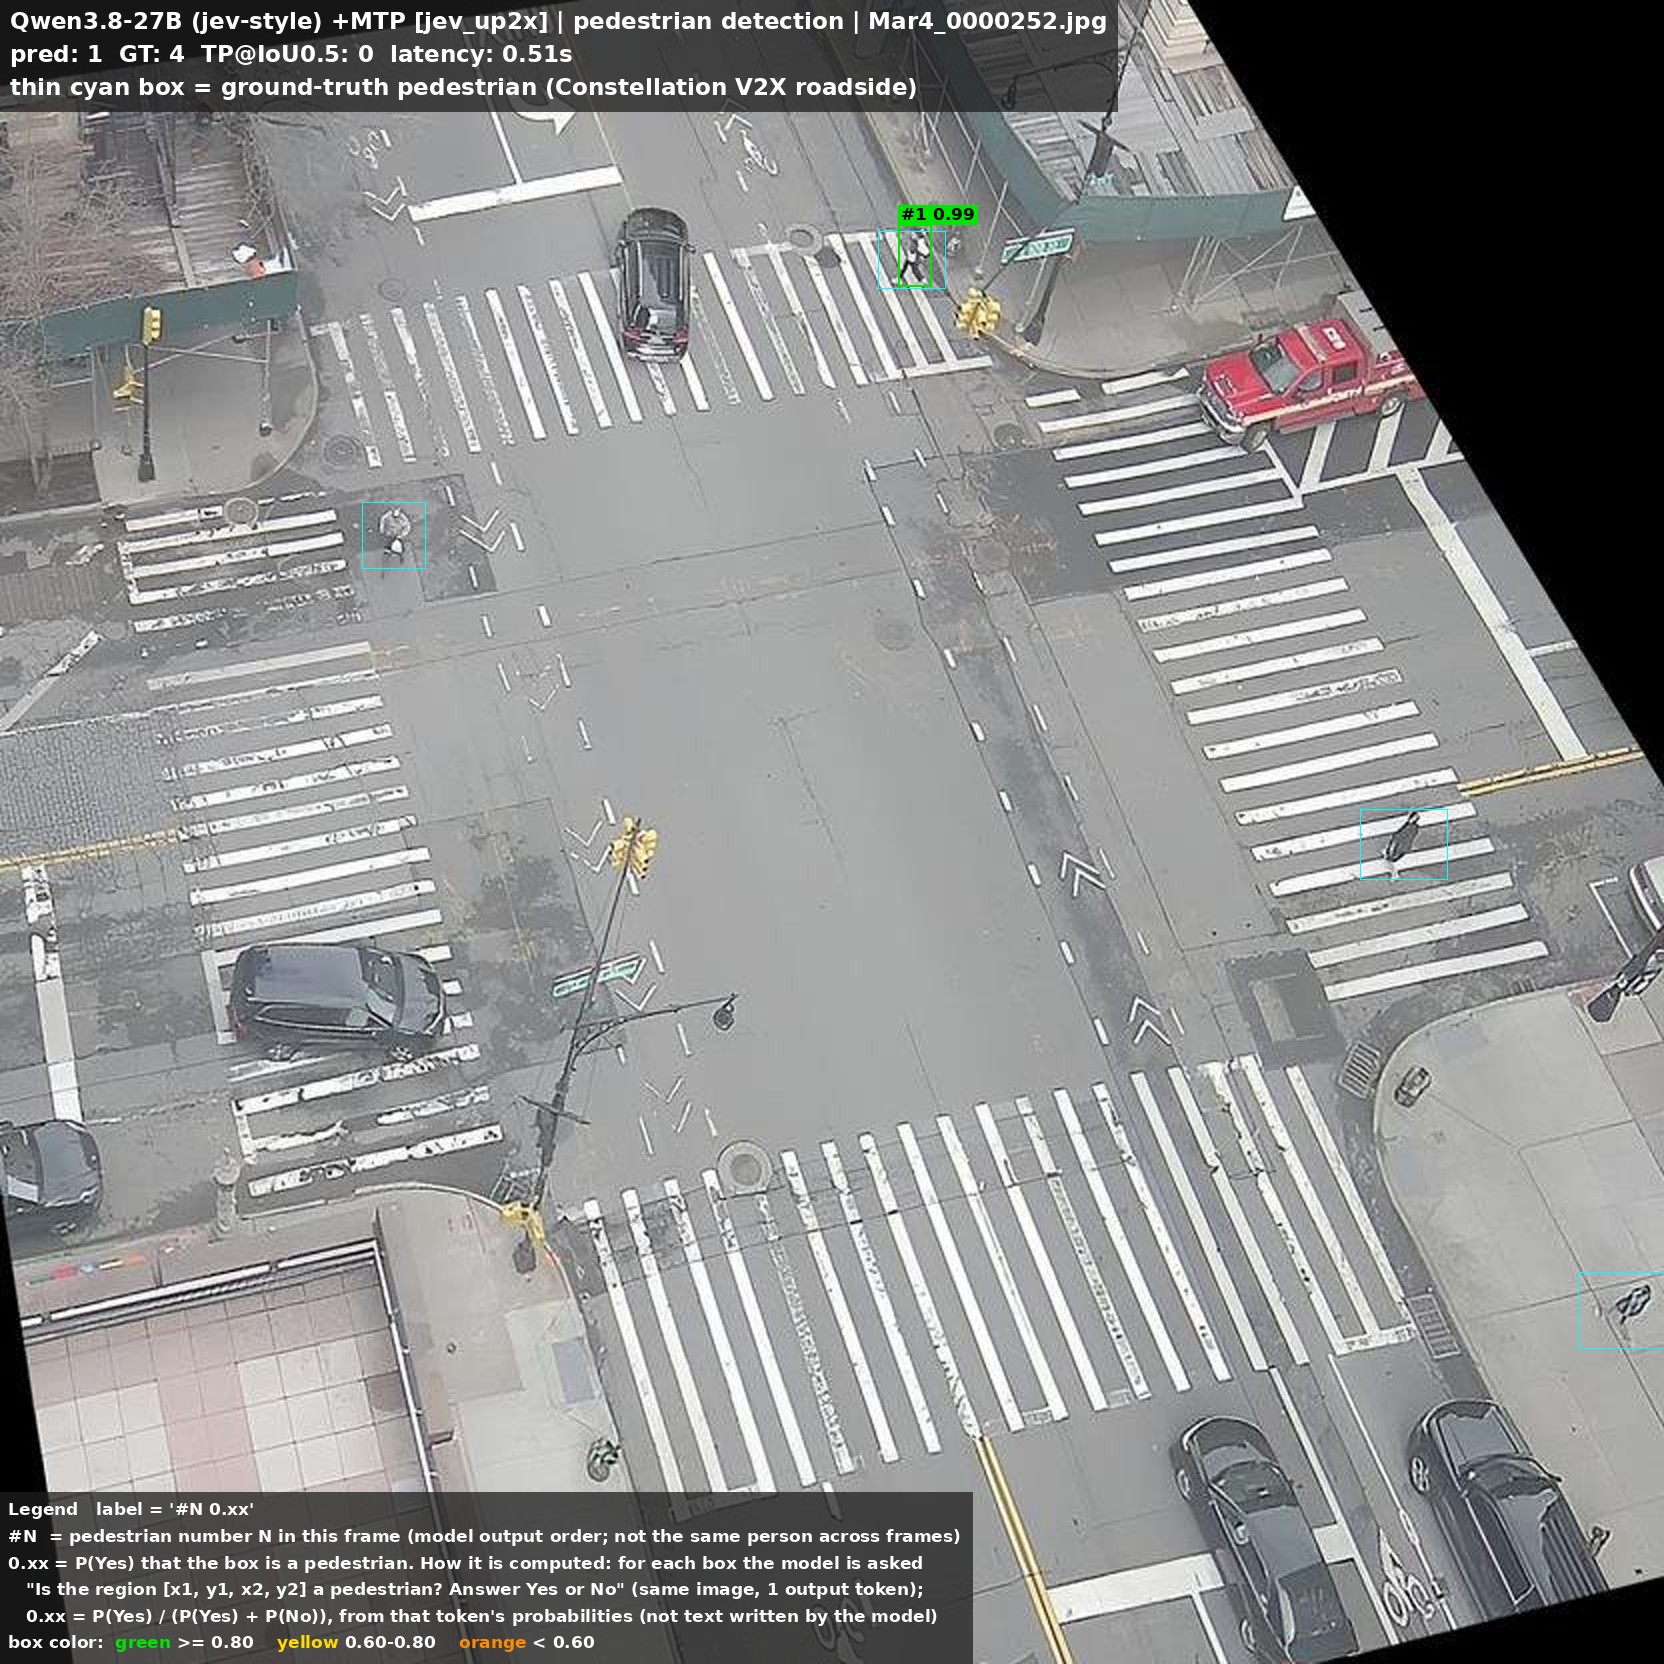 Qwen3.8-27B (jev-style) +MTP [jev_up2x] | pedestrian detection | Mar4_0000252.jpg
pred: 1  GT: 4  TP@IoU0.5: 0  latency: 0.51s
thin cyan box = ground-truth pedestrian (Constellation V2X roadside)
#1 0.99
Legend   label = '#N 0.xx'
#N  = pedestrian number N in this frame (model output order; not the same person across frames)
0.xx = P(Yes) that the box is a pedestrian. How it is computed: for each box the model is asked
"Is the region [x1, y1, x2, y2] a pedestrian? Answer Yes or No" (same image, 1 output token);
0.xx = P(Yes) / (P(Yes) + P(No)), from that token's probabilities (not text written by the model)
box color:  green >= 0.80    yellow 0.60-0.80    orange < 0.60